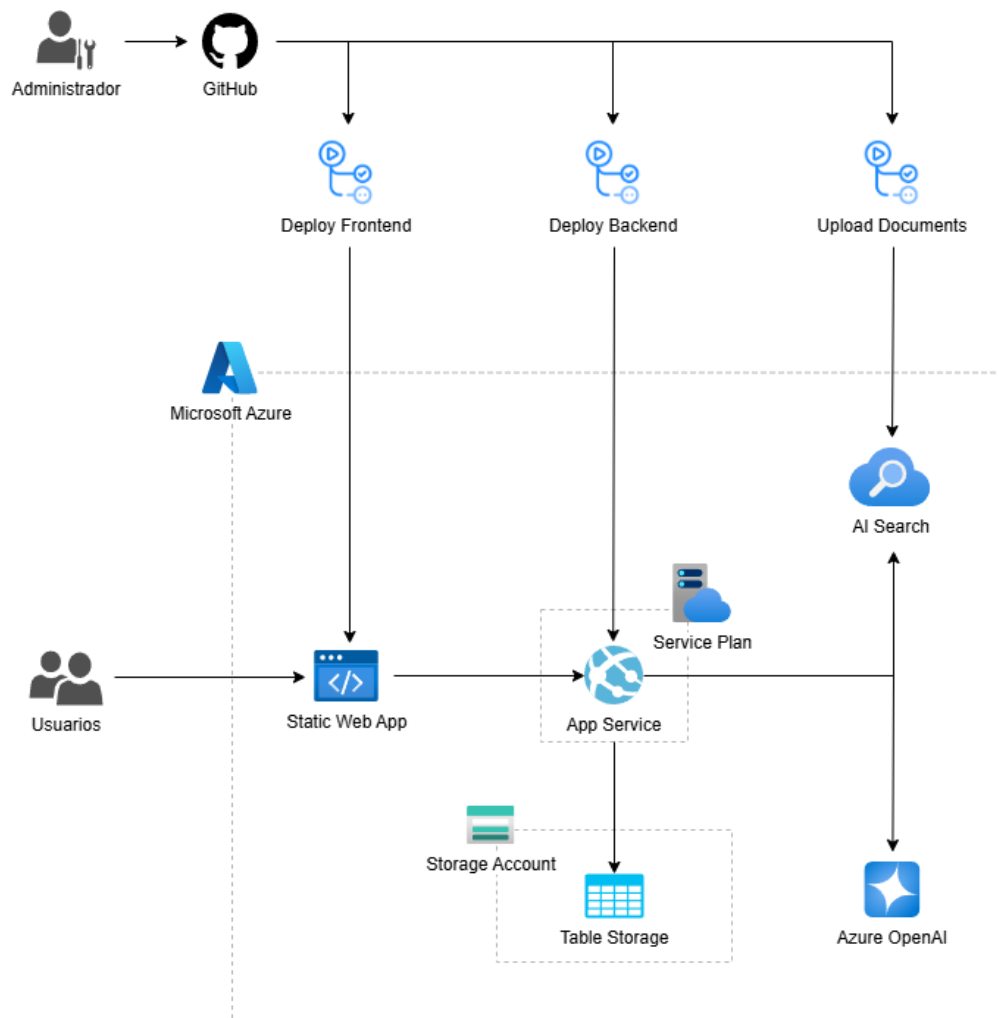 Administrador
GitHub
Deploy Frontend
Deploy Backend
Upload Documents
Microsoft Azure
AI Search
Service Plan
Usuarios
Static Web App
App Service
Storage Account
Table Storage
Azure OpenAI